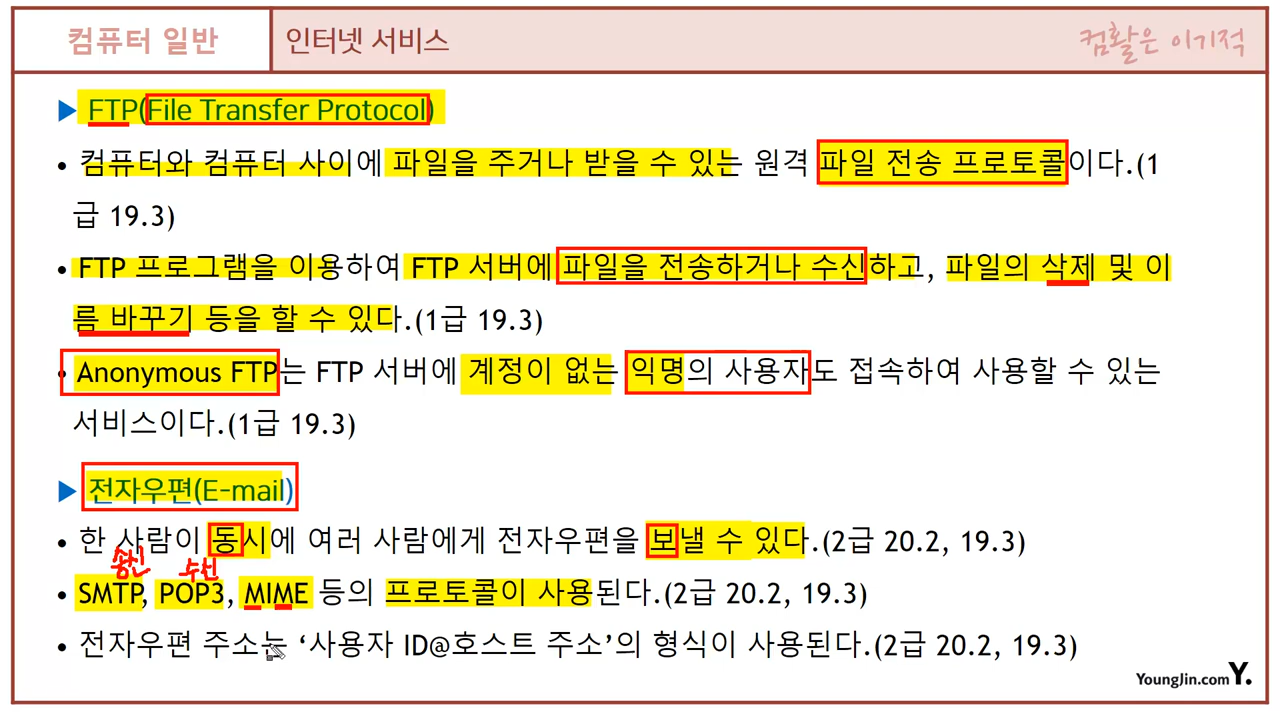 컴퓨터 일반
인터넷 서비스
컴활은 이기적
▶ FTP(File Transfer Protocol)
• 컴퓨터와 컴퓨터 사이에 파일을 주거나 받을 수 있는 원격 파일 전송 프로토콜이다.(1
급 19.3)
• FTP 프로그램을 이용하여 FTP 서버에 파일을 전송하거나 수신하고, 파일의 삭제 및 이
름 바꾸기 등을 할 수 있다.(1급 19.3)
• Anonymous FTP는 FTP 서버에 계정이 없는 익명의 사용자도 접속하여 사용할 수 있는
서비스이다.(1급 19.3)
▶ 전자우편(E-mail)
• 한 사람이 동시에 여러 사람에게 전자우편을 보낼 수 있다.(2급 20.2, 19.3)
송신 수신
• SMTP, POP3, MIME 등의 프로토콜이 사용된다.(2급 20.2, 19.3)
• 전자우편 주소는 ‘사용자 ID@호스트 주소’의 형식이 사용된다.(2급 20.2, 19.3)
YoungJin.com Y.